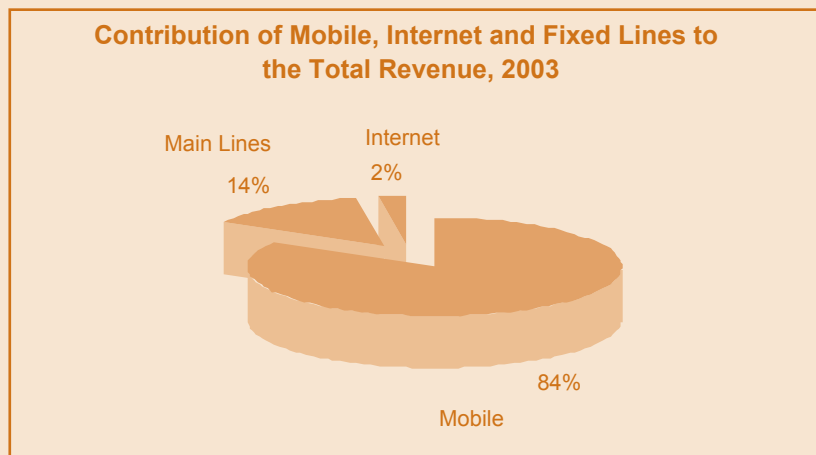 Contribution of Mobile, Internet and Fixed Lines to
the Total Revenue, 2003
Main Lines
14%
Internet
2%
84%
Mobile